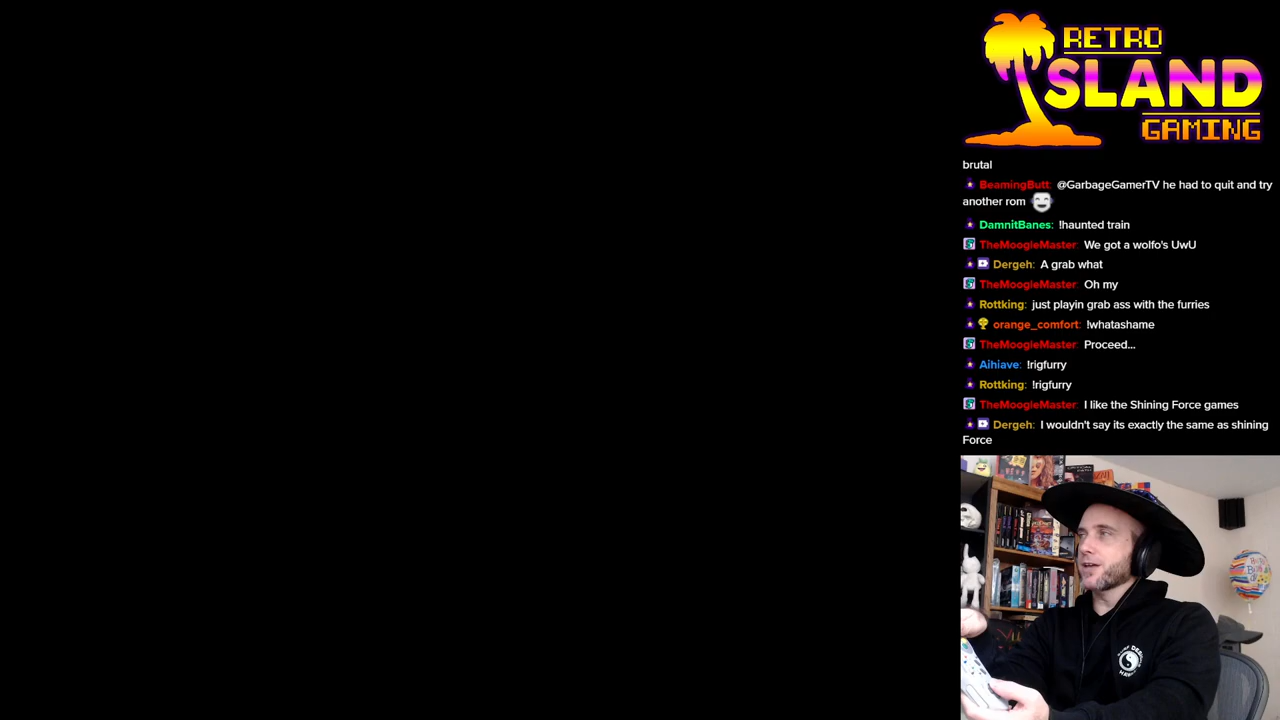 RETRO
ISLAND
GAMING
brutal
BeamingButt: @GarbageGamerTV he had to quit and try
another rom
DamnitBanes: !haunted train
TheMoogleMaster: We got a wolfo's UwU
Dergeh: A grab what
TheMoogleMaster: Oh my
Rottking: just playin grab ass with the furries
orange_comfort: !whatashame
TheMoogleMaster: Proceed...
Aihiave: !rigfurry
Rottking: !rigfurry
TheMoogleMaster: I like the Shining Force games
Dergeh: I wouldn't say its exactly the same as shining
Force